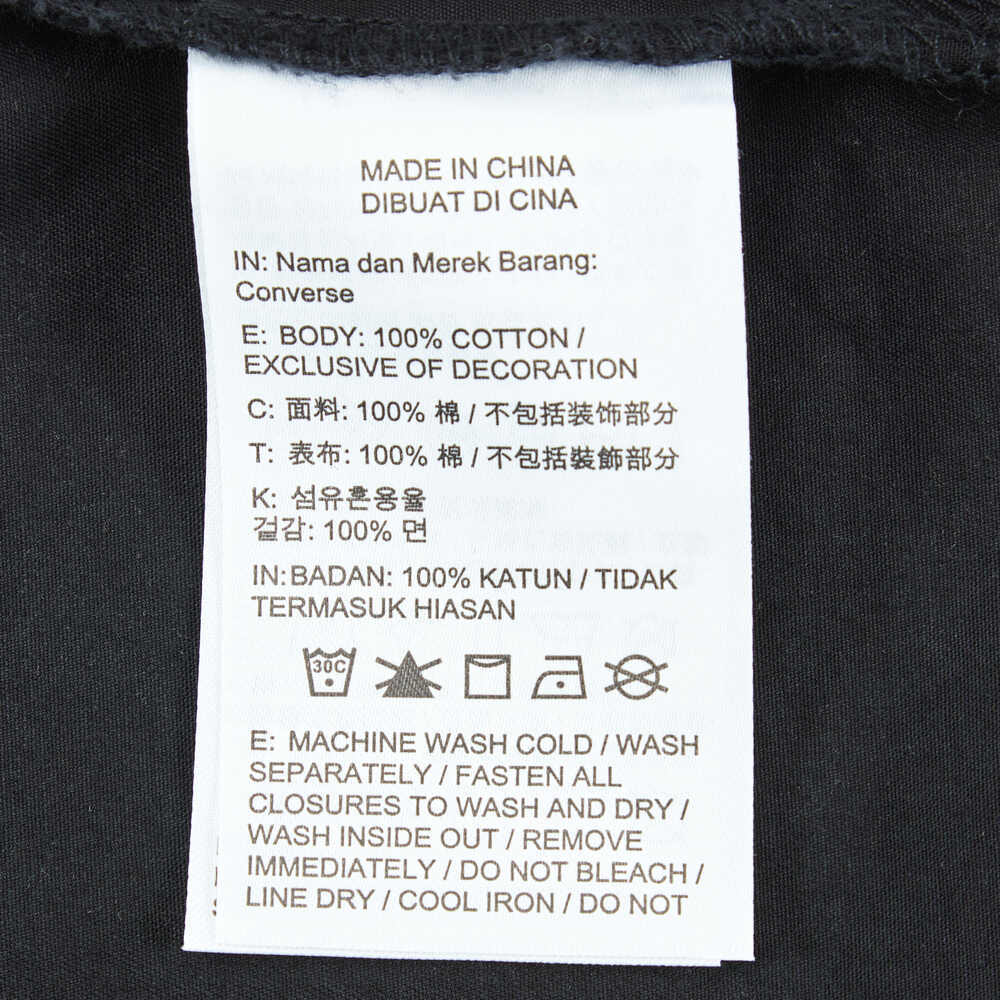 MADE IN CHINA
DIBUAT DI CINA
IN: Nama dan Merek Barang:
Converse
E: BODY: 100% COTTON /
EXCLUSIVE OF DECORATION
C: 面料: 100% 棉 / 不包括装饰部分
T: 表布: 100% 棉 / 不包括裝飾部分
K: 섬유혼용율
겉감: 100% 면
IN:BADAN: 100% KATUN / TIDAK
TERMASUK HIASAN
30C
E: MACHINE WASH COLD / WASH
SEPARATELY / FASTEN ALL
CLOSURES TO WASH AND DRY /
WASH INSIDE OUT / REMOVE
IMMEDIATELY / DO NOT BLEACH /
LINE DRY / COOL IRON / DO NOT